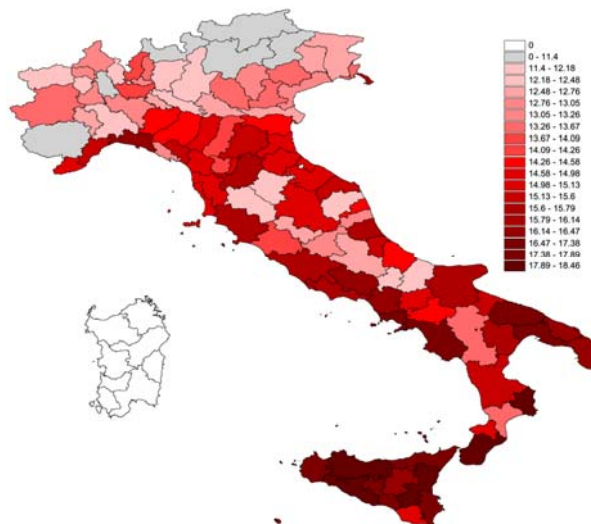 0
0 - 11.4
11.4 - 12.18
12.18 - 12.48
12.48 - 12.76
12.76 - 13.05
13.05 - 13.26
13.26 - 13.67
13.67 - 14.09
14.09 - 14.26
14.26 - 14.58
14.58 - 14.98
14.98 - 15.13
15.13 - 15.6
15.6 - 15.79
15.79 - 16.14
16.14 - 16.47
16.47 - 17.38
17.38 - 17.89
17.89 - 18.46